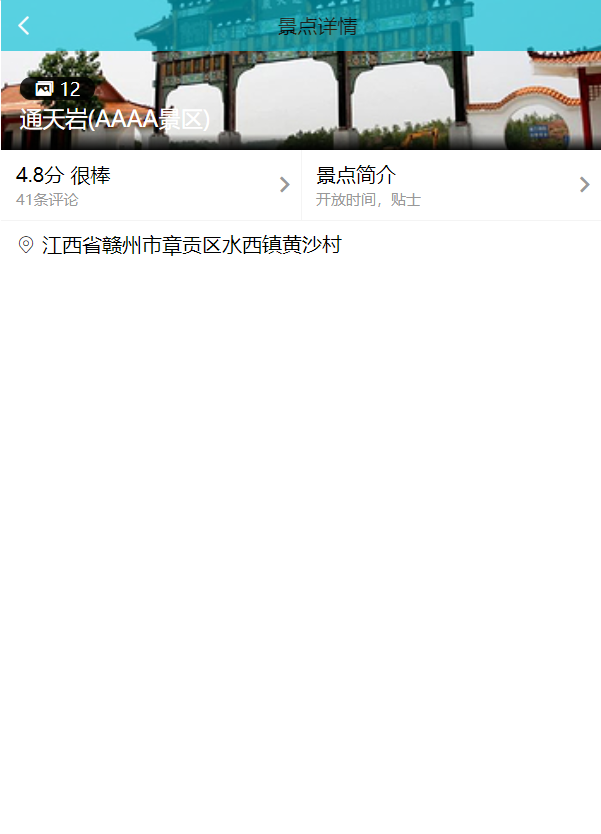 景点详情
12
通天岩(AAAA景区)
4.8分 很棒
41条评论
景点简介
开放时间，贴士
江西省赣州市章贡区水西镇黄沙村